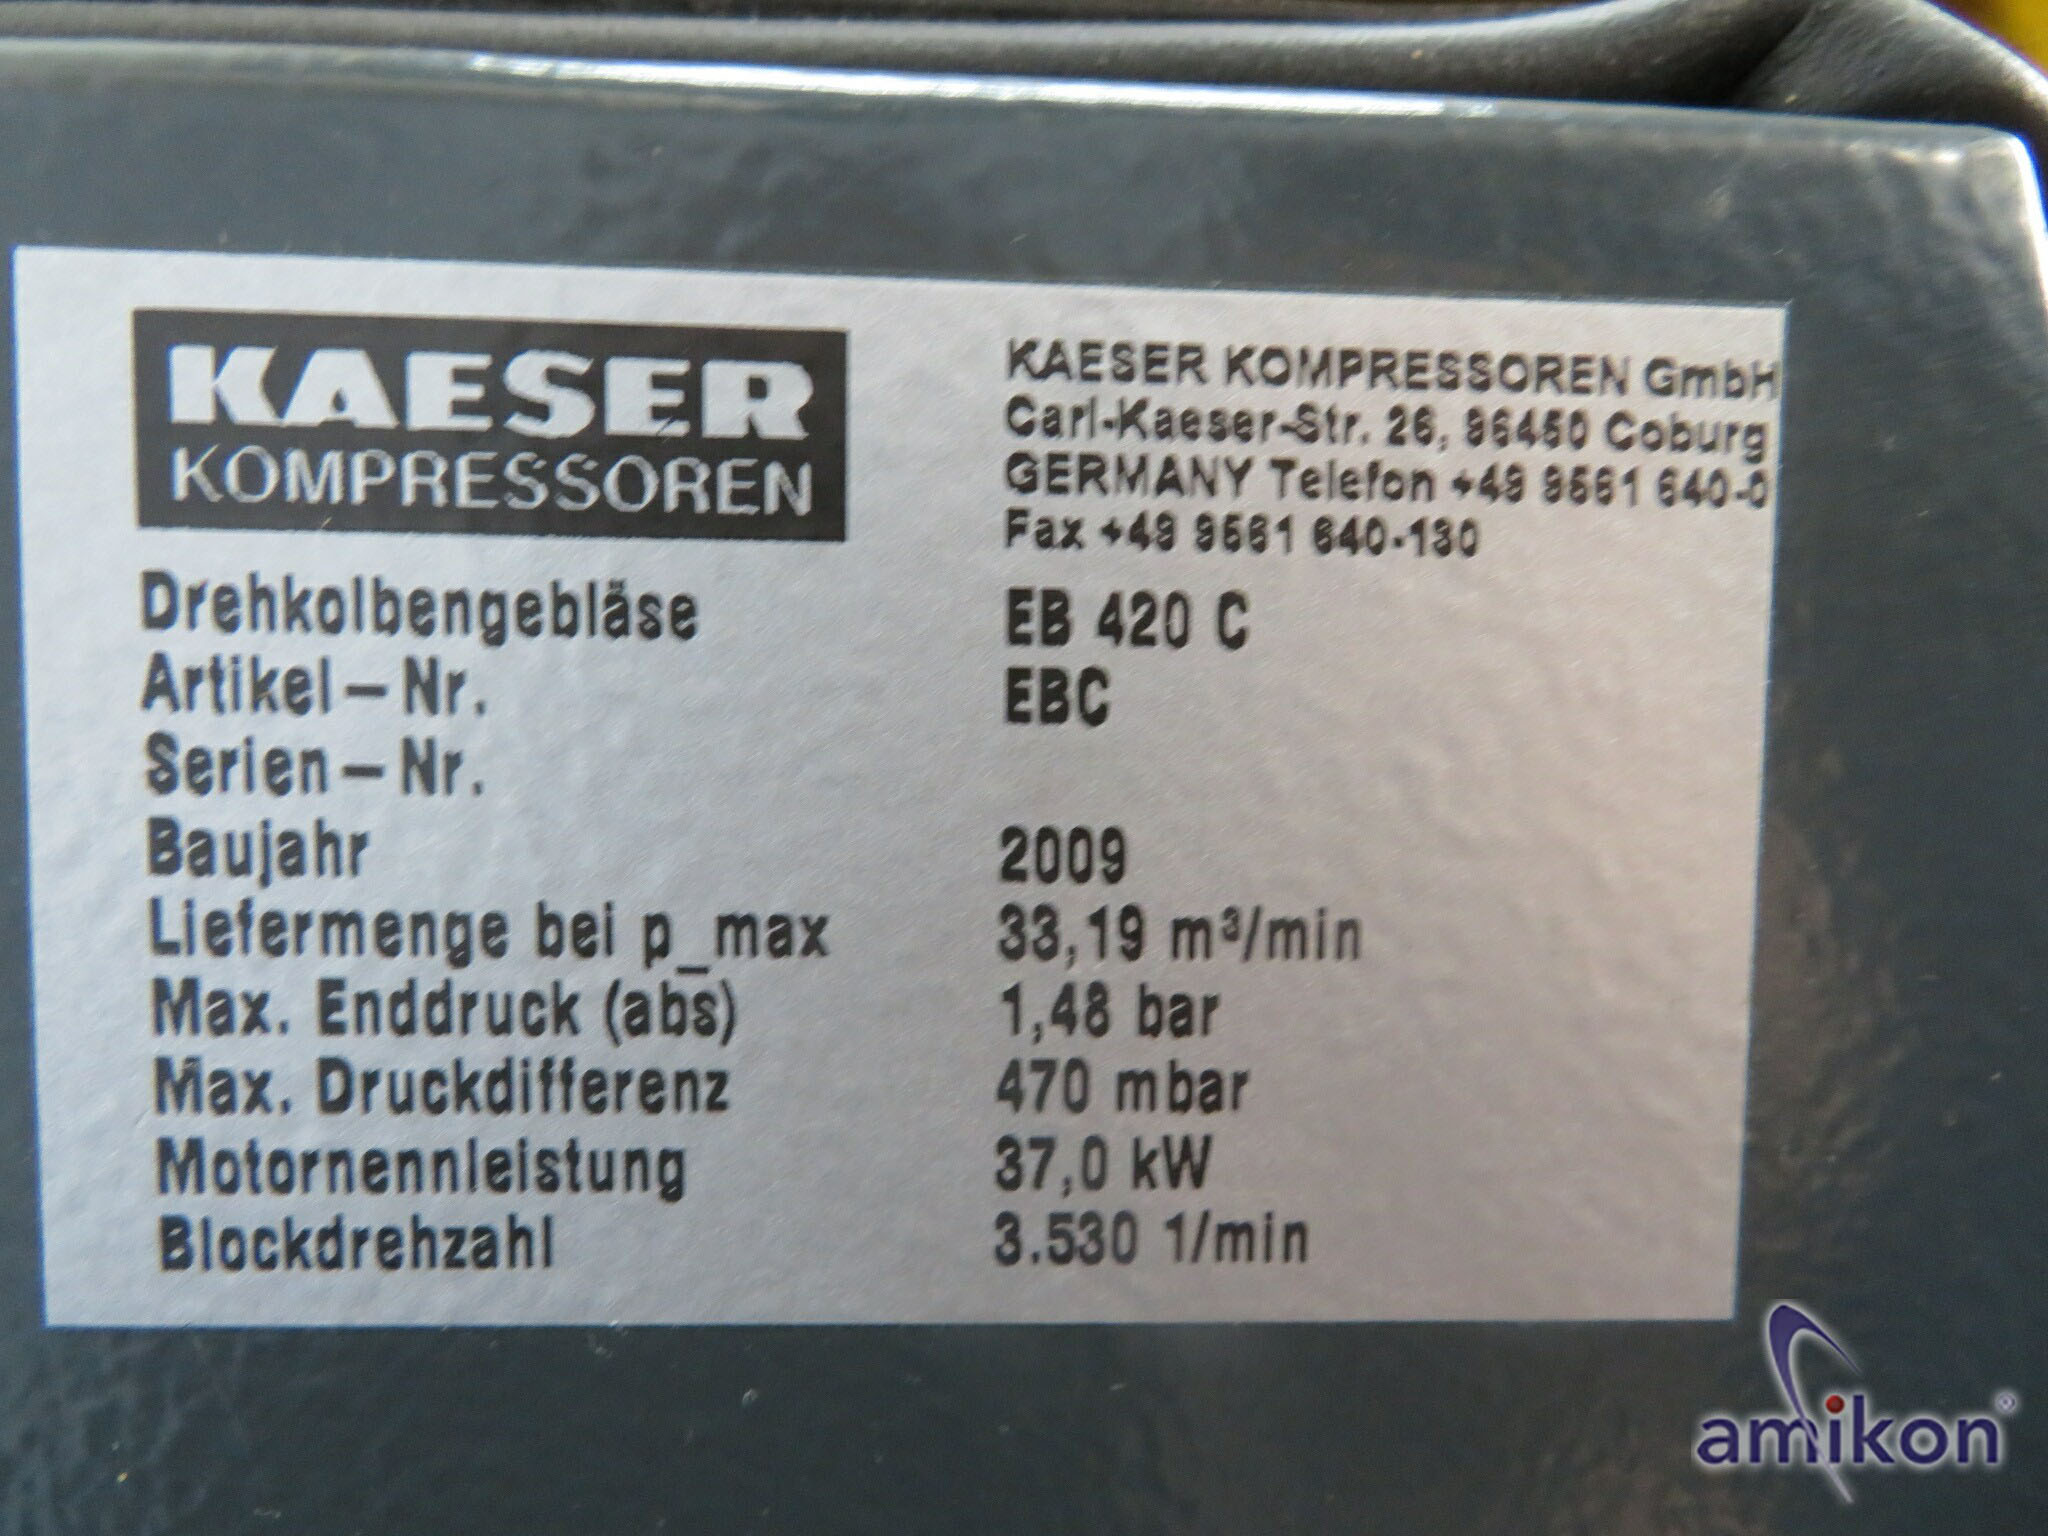 KAESER
KOMPRESSOREN
KAESER KOMPRESSOREN GmbH
Carl-Kaeser-Str. 26, 96450 Coburg
GERMANY Telefon +49 9561 640-0
Fax +49 9561 640-130
Drehkolbengebläse EB 420 C
Artikel-Nr. EBC
Serien-Nr.
Baujahr 2009
Liefermenge bei p_max 33,19 m³/min
Max. Enddruck (abs) 1,48 bar
Max. Druckdifferenz 470 mbar
Motornennleistung 37,0 kW
Blockdrehzahl 3.530 1/min
amikon®